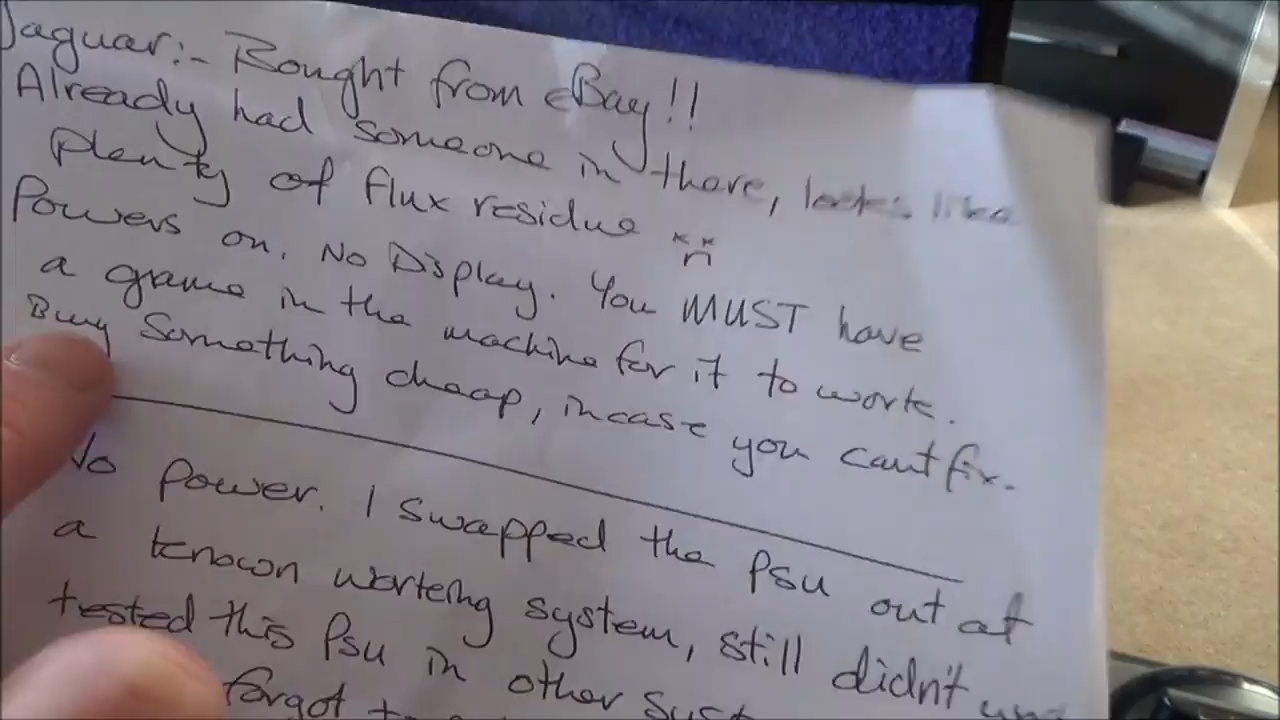 Jaguar:- Bought from eBay!!
Already had someone in there, looks like
plenty of flux residue
Powers on. No Display. You MUST have
a game in the machine for it to work.
Buy something cheap, incase you cant fix.
No power. I swapped the PSU out of
a tenown working system, still didn't
tested this PSU in other
forgot